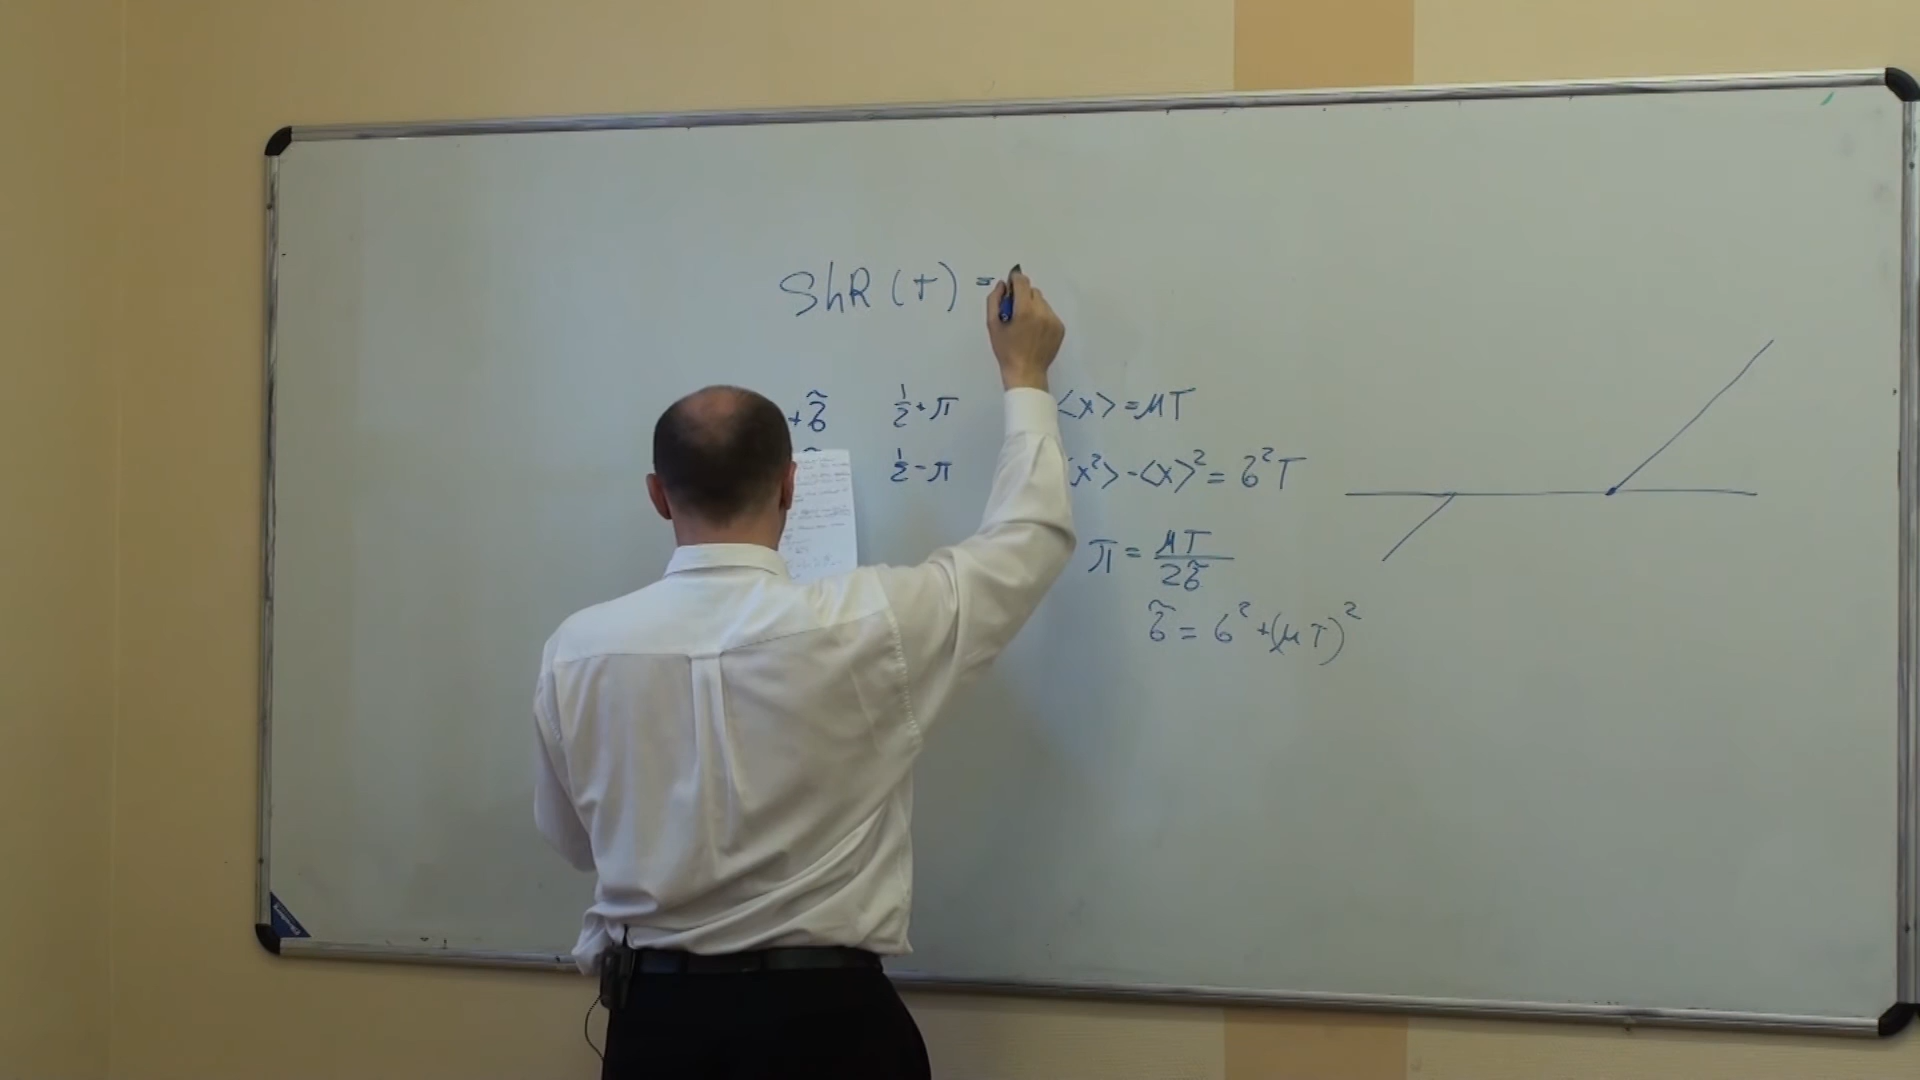 ShR (T) =
+σ̃ 1/2+π <x> = μT
1/2-π <x²> - <x>² = σ²T
π = μT/2σ̃
σ̃ = σ² + (μT)²